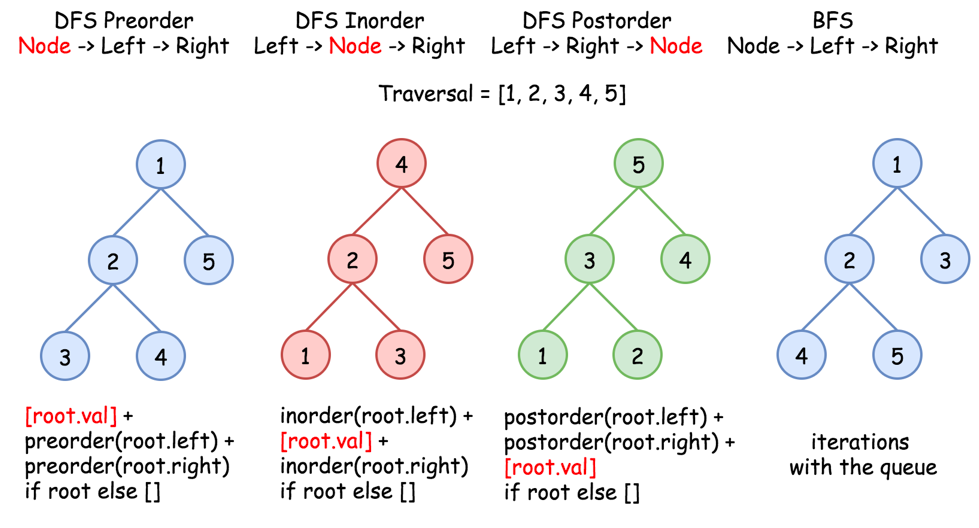 DFS Preorder
Node -> Left -> Right
DFS Inorder
Left -> Node -> Right
DFS Postorder
Left -> Right -> Node
BFS
Node -> Left -> Right
Traversal = [1, 2, 3, 4, 5]
1
2
5
3
4
4
2
5
1
3
5
3
4
1
2
1
2
3
4
5
[root.val] +
preorder(root.left) +
preorder(root.right)
if root else []
inorder(root.left) +
[root.val] +
inorder(root.right)
if root else []
postorder(root.left) +
postorder(root.right) +
[root.val]
if root else []
iterations
with the queue